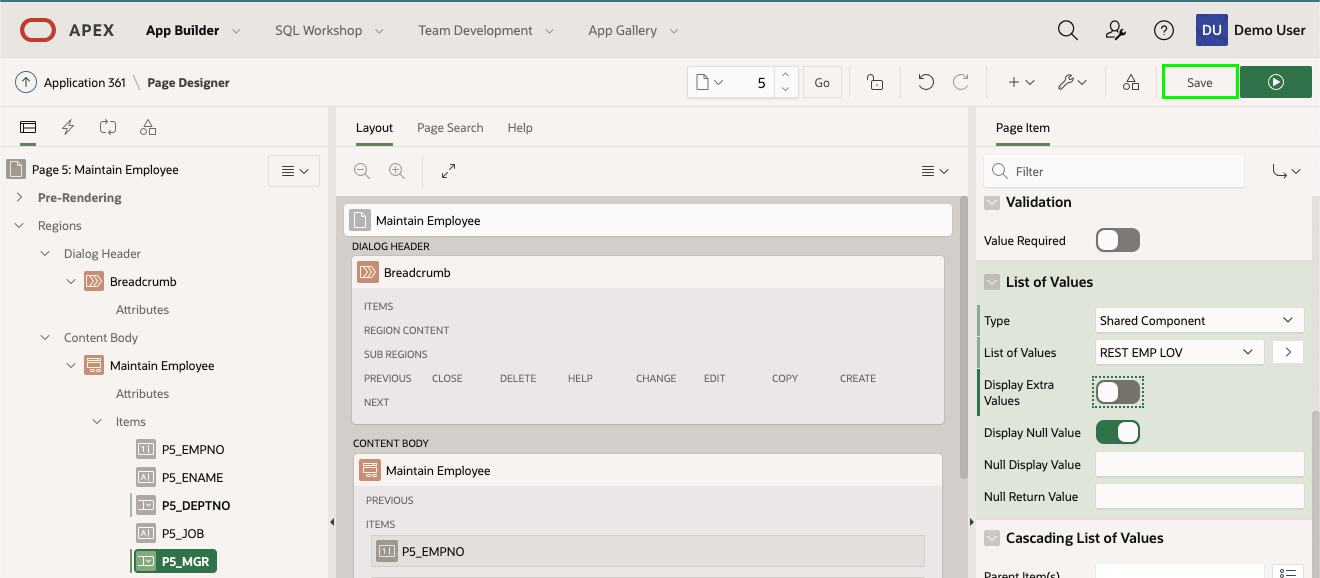 APEX App Builder SQL Workshop Team Development App Gallery DU Demo User
Application 361 \ Page Designer 5 Go Save
Layout Page Search Help
Page Item
Page 5: Maintain Employee
Filter
Pre-Rendering
Regions
Dialog Header
Breadcrumb
Attributes
Content Body
Maintain Employee
Attributes
Items
P5_EMPNO
P5_ENAME
P5_DEPTNO
P5_JOB
P5_MGR
Maintain Employee
DIALOG HEADER
Breadcrumb
ITEMS
REGION CONTENT
SUB REGIONS
PREVIOUS CLOSE DELETE HELP CHANGE EDIT COPY CREATE
NEXT
CONTENT BODY
Maintain Employee
PREVIOUS
ITEMS
P5_EMPNO
Validation
Value Required
List of Values
Type Shared Component
List of Values REST EMP LOV
Display Extra
Values
Display Null Value
Null Display Value
Null Return Value
Cascading List of Values
Parent Item(s)